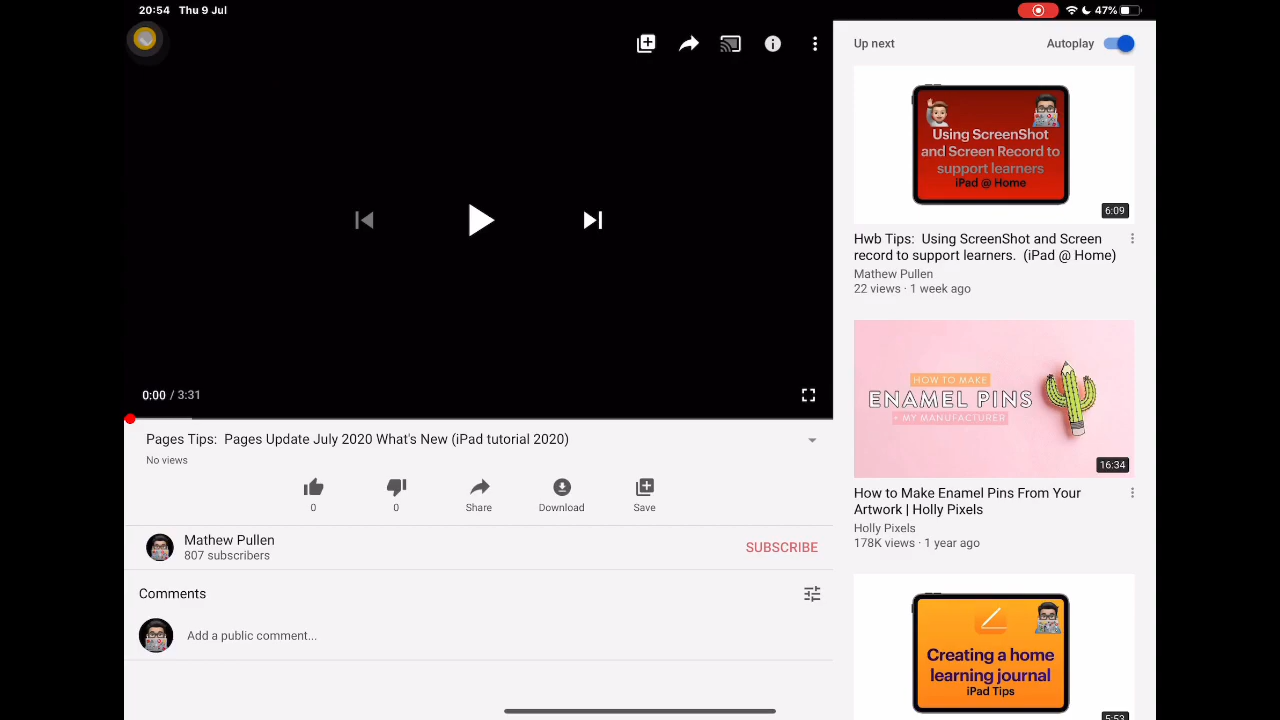 20:54 Thu 9 Jul
47%
0:00 / 3:31
Pages Tips: Pages Update July 2020 What's New (iPad tutorial 2020)
No views
0
0
Share
Download
Save
Mathew Pullen
807 subscribers
SUBSCRIBE
Comments
Add a public comment...
Up next
Autoplay
Using ScreenShot
and Screen Record to
support learners
iPad @ Home
6:09
Hwb Tips: Using ScreenShot and Screen
record to support learners. (iPad @ Home)
Mathew Pullen
22 views · 1 week ago
HOW TO MAKE
ENAMEL PINS
+ MY MANUFACTURER
16:34
How to Make Enamel Pins From Your
Artwork | Holly Pixels
Holly Pixels
178K views · 1 year ago
Creating a home
learning journal
iPad Tips
5:53